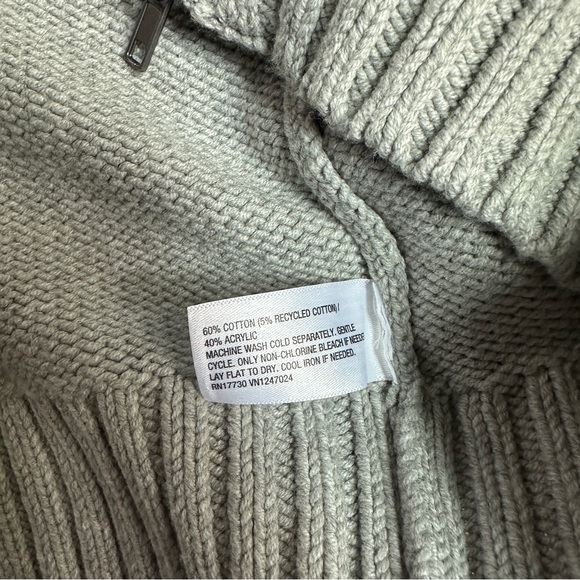 60% COTTON (5% RECYCLED COTTON)/
40% ACRYLIC
MACHINE WASH COLD SEPARATELY. GENTLE
CYCLE. ONLY NON-CHLORINE BLEACH IF NEEDE
LAY FLAT TO DRY. COOL IRON IF NEEDED.
RN17730 VN1247024